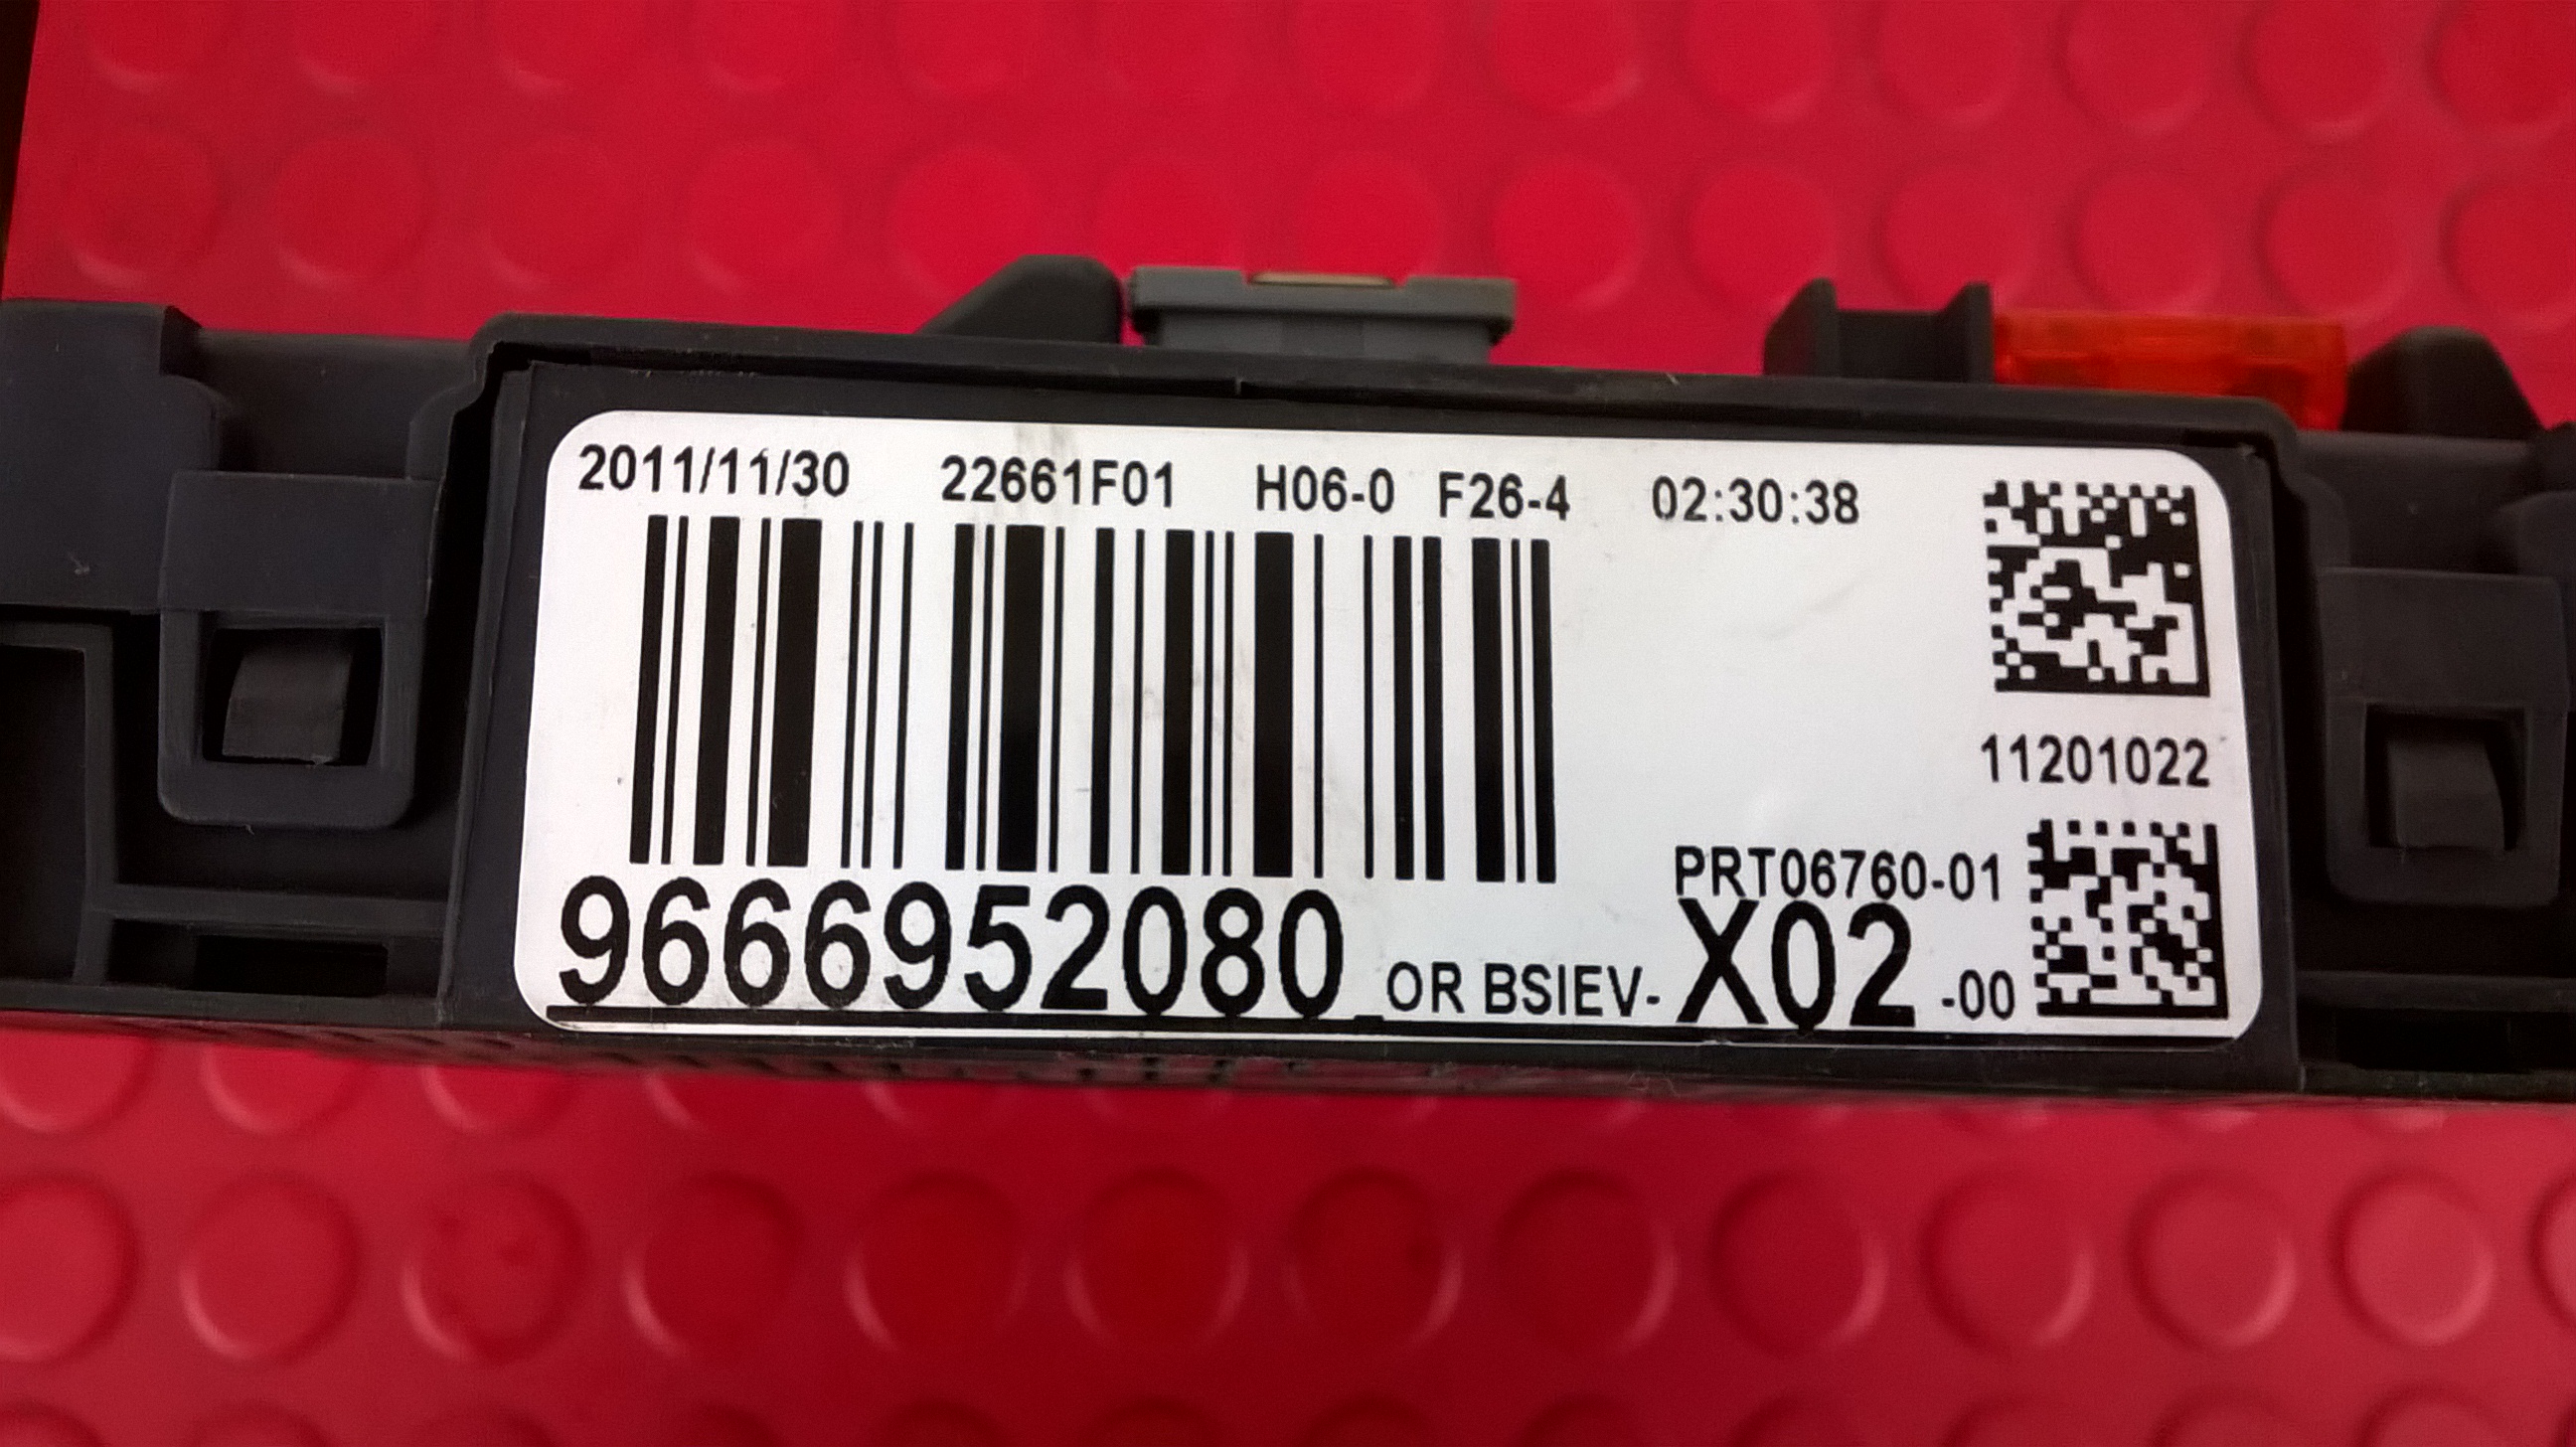 2011/11/30 22661F01 H06-0 F26-4 02:30:38
11201022
PRT06760-01
9666952080 OR BSIEV-X02-00